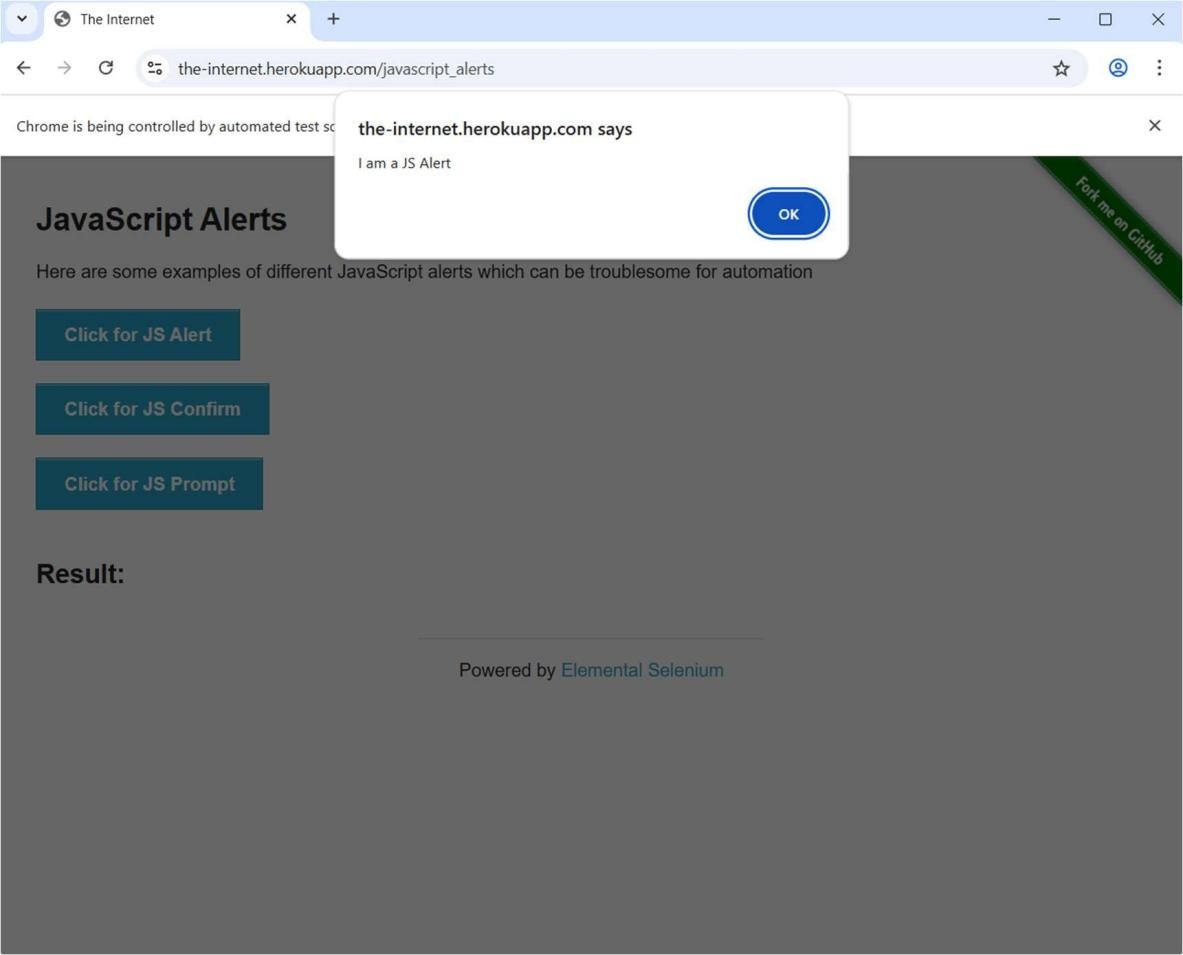 The Internet
the-internet.herokuapp.com/javascript_alerts
Chrome is being controlled by automated test
the-internet.herokuapp.com says
I am a JS Alert
OK
Fork me on GitHub
JavaScript Alerts
Here are some examples of different JavaScript alerts which can be troublesome for automation
Click for JS Alert
Click for JS Confirm
Click for JS Prompt
Result:
Powered by Elemental Selenium